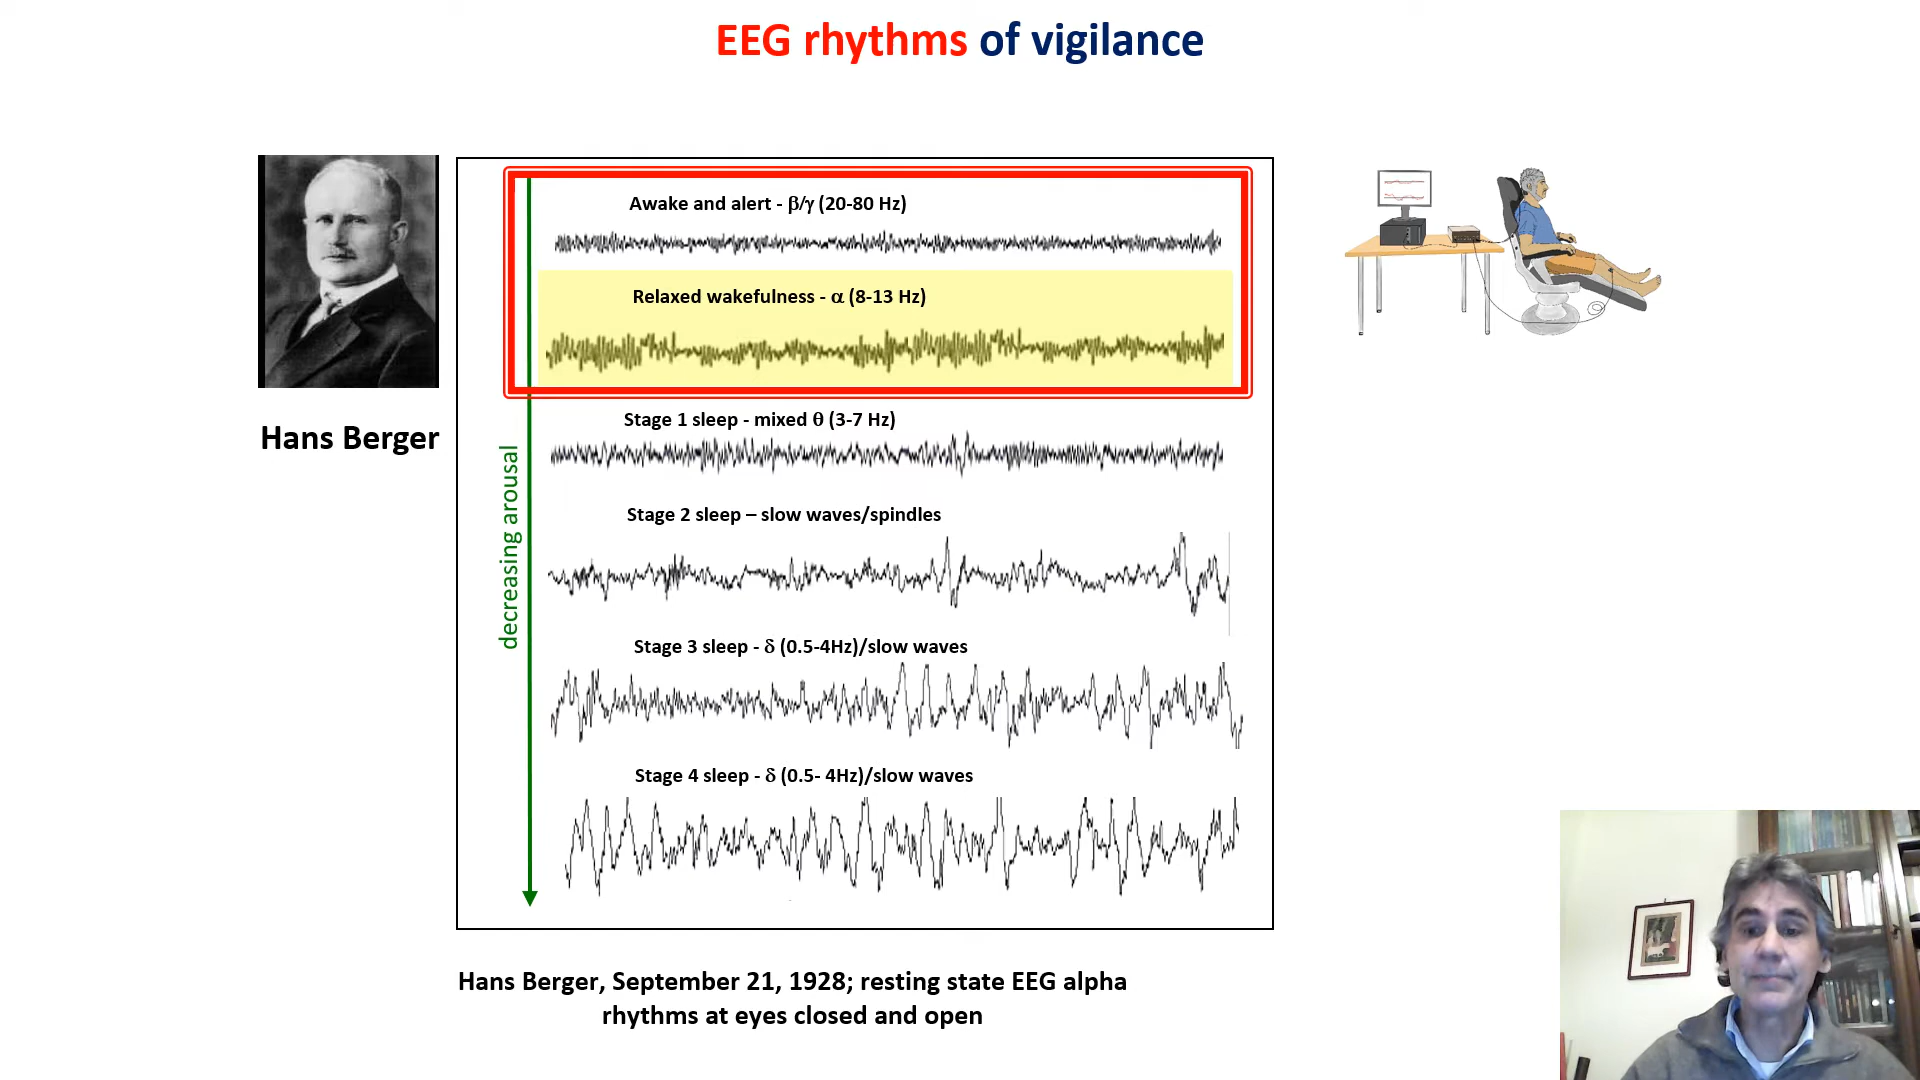 EEG rhythms of vigilance
Awake and alert - β/γ (20-80 Hz)
Relaxed wakefulness - α (8-13 Hz)
Hans Berger
Stage 1 sleep - mixed θ (3-7 Hz)
decreasing arousal
Stage 2 sleep – slow waves/spindles
Stage 3 sleep - δ (0.5-4Hz)/slow waves
Stage 4 sleep - δ (0.5- 4Hz)/slow waves
Hans Berger, September 21, 1928; resting state EEG alpha
rhythms at eyes closed and open